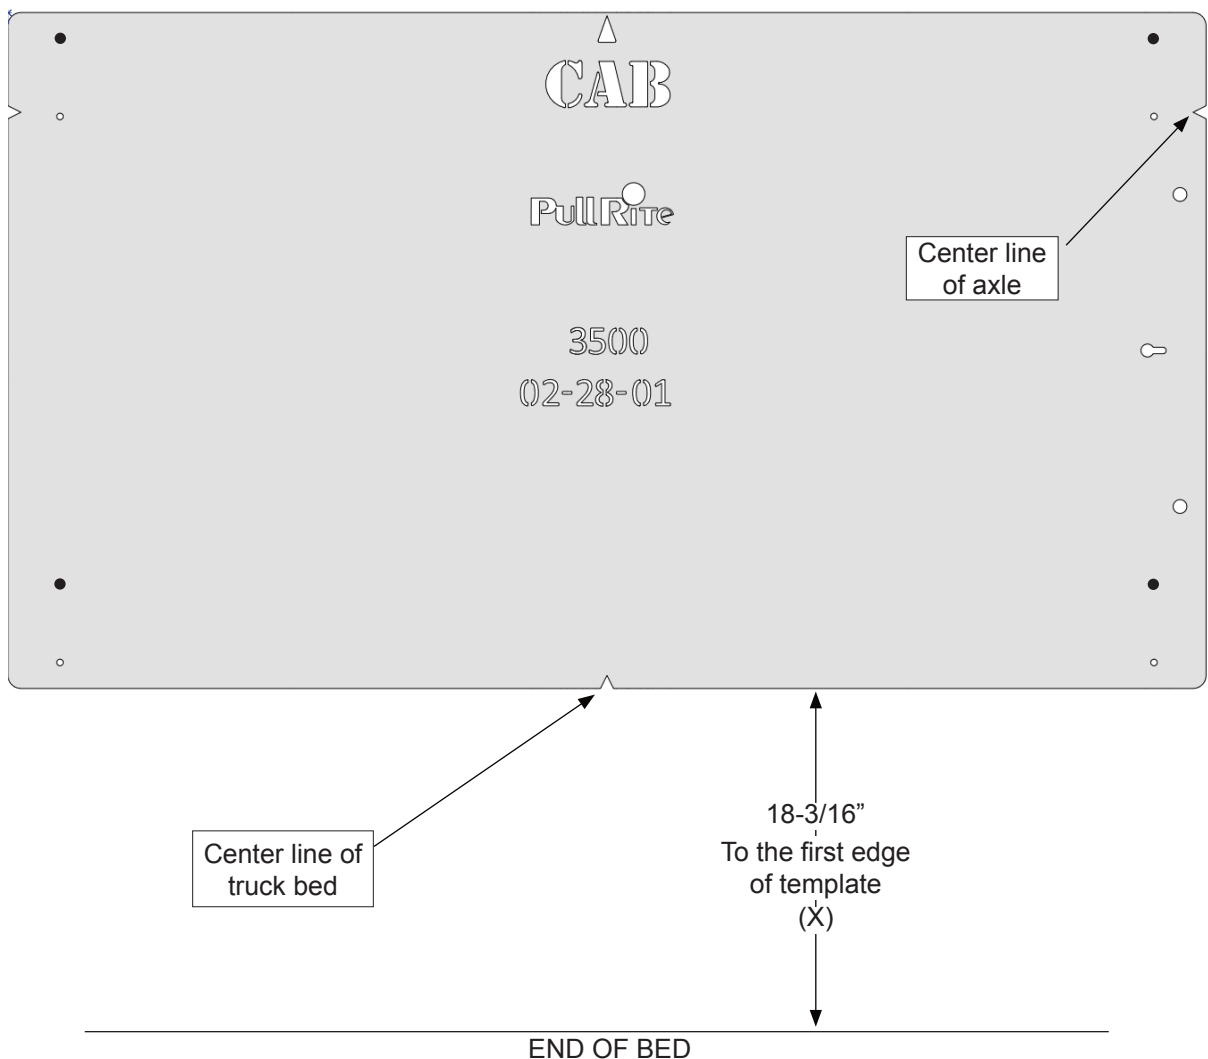 CAB
PullRite
Center line
of axle
3500
02-28-01
18-3/16”
To the first edge
of template
(X)
Center line of
truck bed
END OF BED